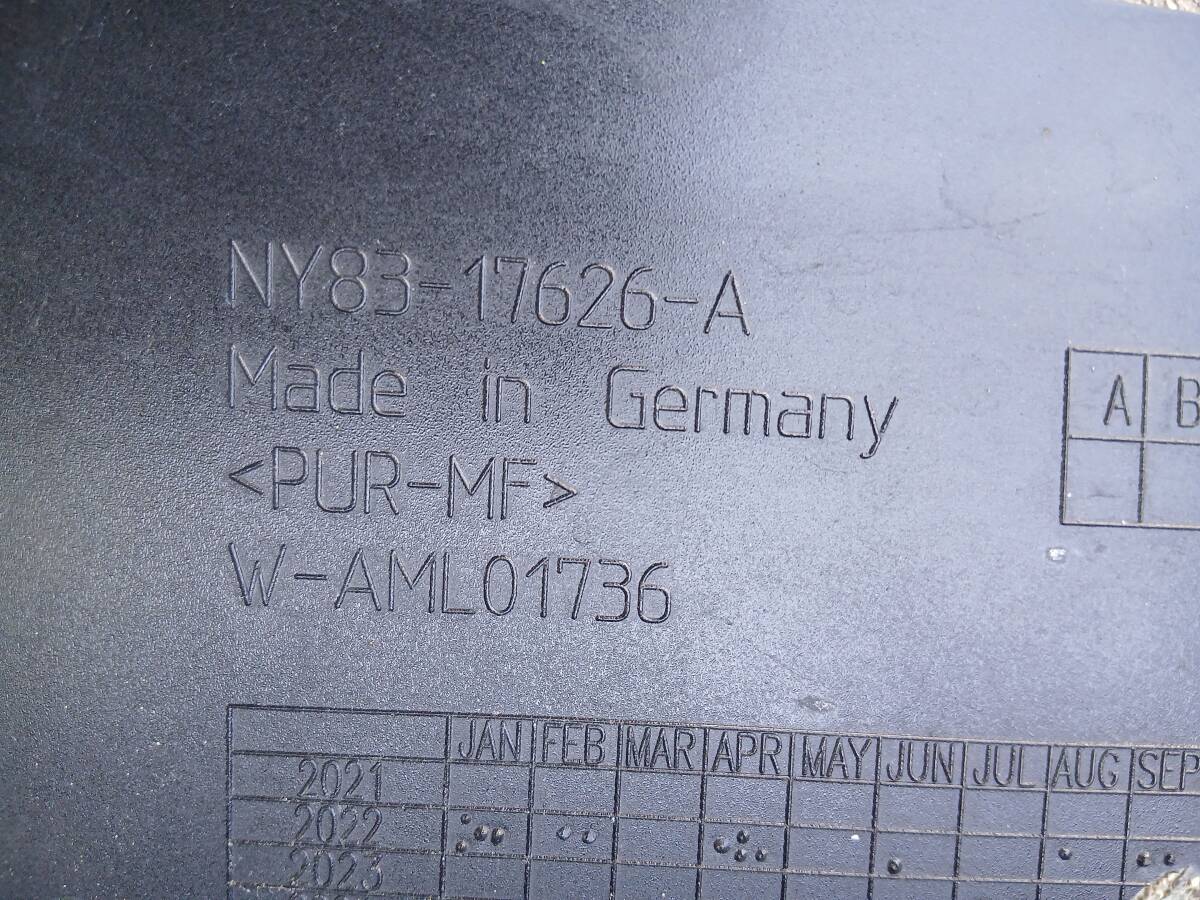 NY83-17626-A
Made in Germany
<PUR-MF>
W-AML01736
A B
JAN FEB MAR APR MAY JUN JUL AUG SEP
2021
2022
2023